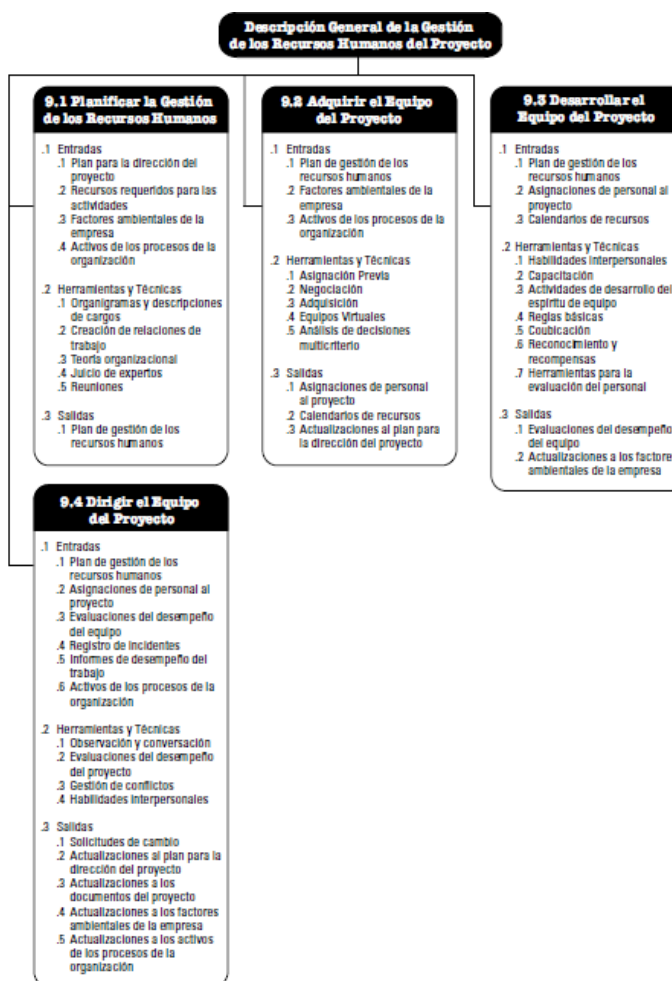 Descripción General de la Gestión
de los Recursos Humanos del Proyecto
9.1 Planificar la Gestión
de los Recursos Humanos
.1 Entradas
.1 Plan para la dirección del
proyecto
.2 Recursos requeridos para las
actividades
.3 Factores ambientales de la
empresa
.4 Activos de los procesos de la
organización
.2 Herramientas y Técnicas
.1 Organigramas y descripciones
de cargos
.2 Creación de relaciones de
trabajo
.3 Teoría organizacional
.4 Juicio de expertos
.5 Reuniones
.3 Salidas
.1 Plan de gestión de los
recursos humanos
9.2 Adquirir el Equipo
del Proyecto
.1 Entradas
.1 Plan de gestión de los
recursos humanos
.2 Factores ambientales de la
empresa
.3 Activos de los procesos de la
organización
.2 Herramientas y Técnicas
.1 Asignación Previa
.2 Negociación
.3 Adquisición
.4 Equipos Virtuales
.5 Análisis de decisiones
multicriterio
.3 Salidas
.1 Asignaciones de personal
al proyecto
.2 Calendarios de recursos
.3 Actualizaciones al plan para
la dirección del proyecto
9.3 Desarrollar el
Equipo del Proyecto
.1 Entradas
.1 Plan de gestión de los
recursos humanos
.2 Asignaciones de personal al
proyecto
.3 Calendarios de recursos
.2 Herramientas y Técnicas
.1 Habilidades interpersonales
.2 Capacitación
.3 Actividades de desarrollo del
espíritu de equipo
.4 Reglas básicas
.5 Coubicación
.6 Reconocimiento y
recompensas
.7 Herramientas para la
evaluación del personal
.3 Salidas
.1 Evaluaciones del desempeño
del equipo
.2 Actualizaciones a los factores
ambientales de la empresa
9.4 Dirigir el Equipo
del Proyecto
.1 Entradas
.1 Plan de gestión de los
recursos humanos
.2 Asignaciones de personal al
proyecto
.3 Evaluaciones del desempeño
del equipo
.4 Registro de incidentes
.5 Informes de desempeño del
trabajo
.6 Activos de los procesos de la
organización
.2 Herramientas y Técnicas
.1 Observación y conversación
.2 Evaluaciones del desempeño
del proyecto
.3 Gestión de conflictos
.4 Habilidades interpersonales
.3 Salidas
.1 Solicitudes de cambio
.2 Actualizaciones al plan para la
dirección del proyecto
.3 Actualizaciones a los
documentos del proyecto
.4 Actualizaciones a los factores
ambientales de la empresa
.5 Actualizaciones a los activos
de los procesos de la
organización